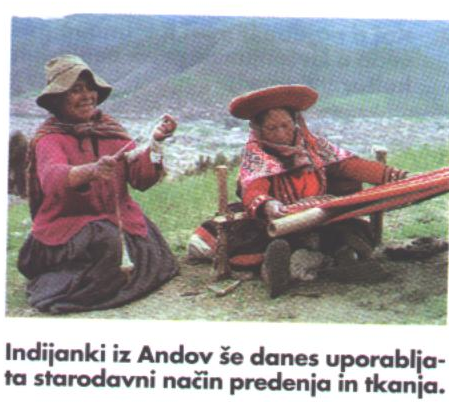 Indijanki iz Andov še danes uporablja-
ta starodavni način predenja in tkanja.